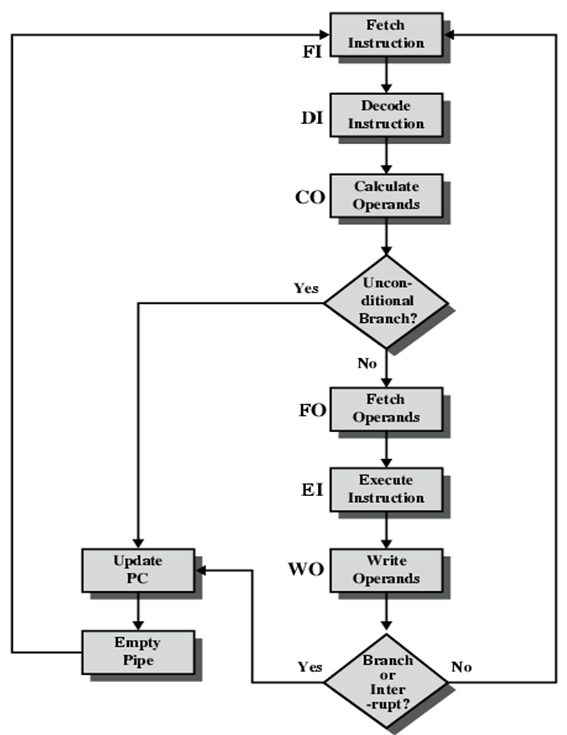 Fetch
Instruction
FI
DI
Decode
Instruction
CO
Calculate
Operands
Yes
Uncon-
ditional
Branch?
No
FO
Fetch
Operands
EI
Execute
Instruction
Update
PC
WO
Write
Operands
Empty
Pipe
Yes
Branch
or
Inter
-rupt?
No